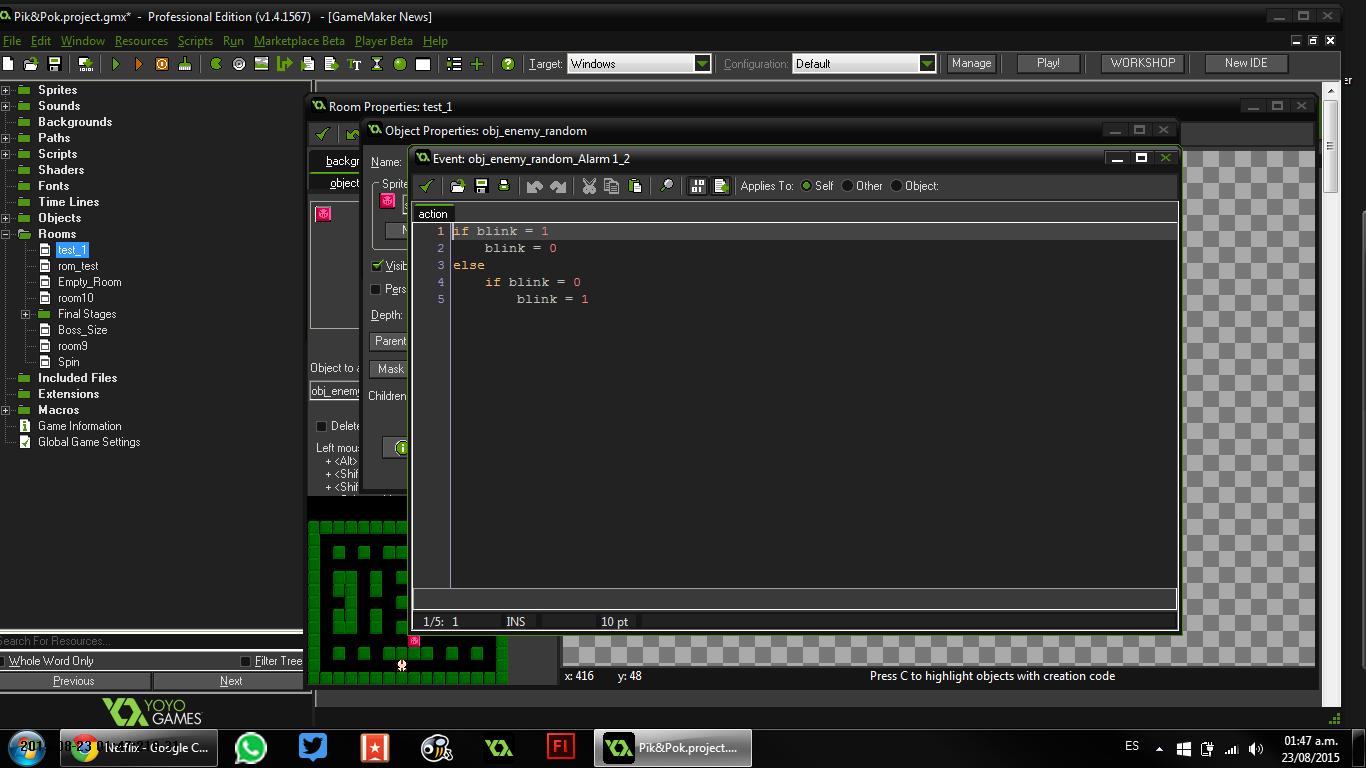 Pik&Pok.project.gmx* - Professional Edition (v1.4.1567) - [GameMaker News]
File Edit Window Resources Scripts Run Marketplace Beta Player Beta Help
Target: Windows Configuration: Default Manage Play! WORKSHOP New IDE
Sprites
Sounds
Backgrounds
Paths
Scripts
Shaders
Fonts
Time Lines
Objects
Rooms
test_1
rom_test
Empty_Room
room10
Final Stages
Boss_Size
room9
Spin
Included Files
Extensions
Macros
Game Information
Global Game Settings
Search For Resources...
Whole Word Only Filter Tree
Previous Next
YOYO
GAMES
Room Properties: test_1
backgr
object
Object to a
obj_enemy
Delete
Left mou
+ <Alt>
+ <Shif
+ <Shif
Object Properties: obj_enemy_random
Name:
Sprite
N
Visib
Pers
Depth:
Parent
Mask
Children
Event: obj_enemy_random_Alarm 1_2
Applies To: Self Other Object:
action
1 if blink = 1
2 blink = 0
3 else
4 if blink = 0
5 blink = 1
1/5: 1 INS 10 pt
x: 416 y: 48 Press C to highlight objects with creation code
Netflix - Google C...
Pik&Pok.project....
ES
01:47 a.m.
23/08/2015